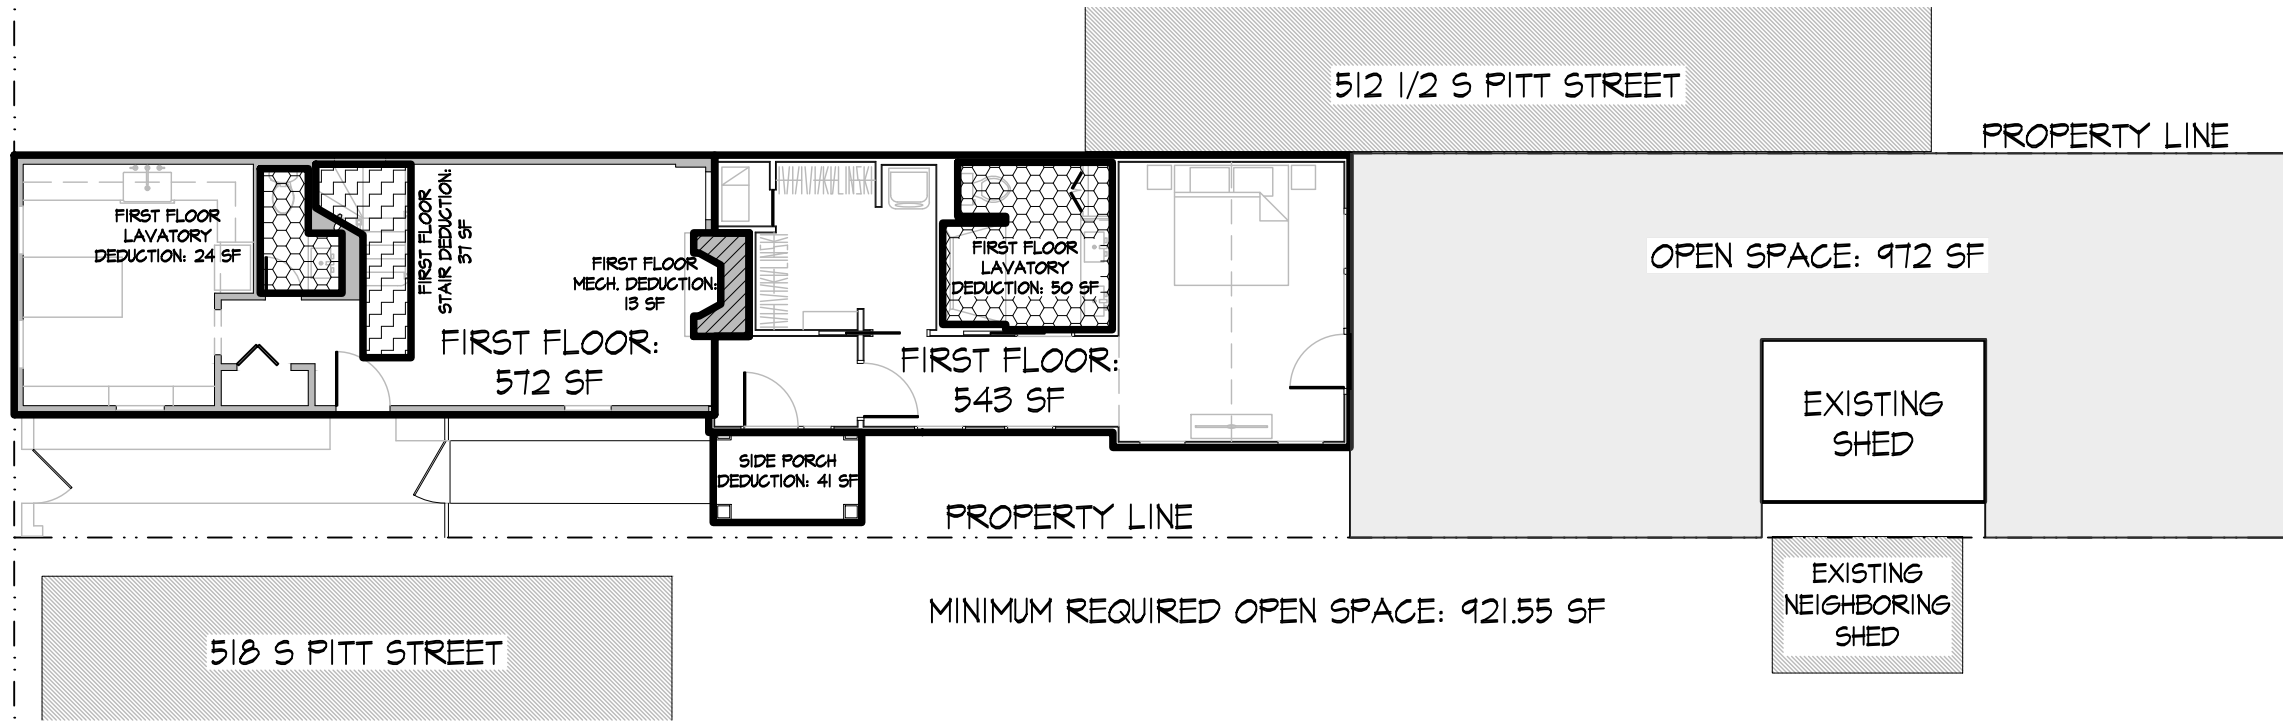 512 1/2 S PITT STREET
PROPERTY LINE
FIRST FLOOR
LAVATORY
DEDUCTION: 24 SF
FIRST FLOOR
STAIR DEDUCTION:
37 SF
FIRST FLOOR
MECH. DEDUCTION:
13 SF
FIRST FLOOR
LAVATORY
DEDUCTION: 50 SF
OPEN SPACE: 972 SF
FIRST FLOOR:
572 SF
FIRST FLOOR:
543 SF
EXISTING
SHED
SIDE PORCH
DEDUCTION: 41 SF
PROPERTY LINE
EXISTING
NEIGHBORING
SHED
MINIMUM REQUIRED OPEN SPACE: 921.55 SF
518 S PITT STREET